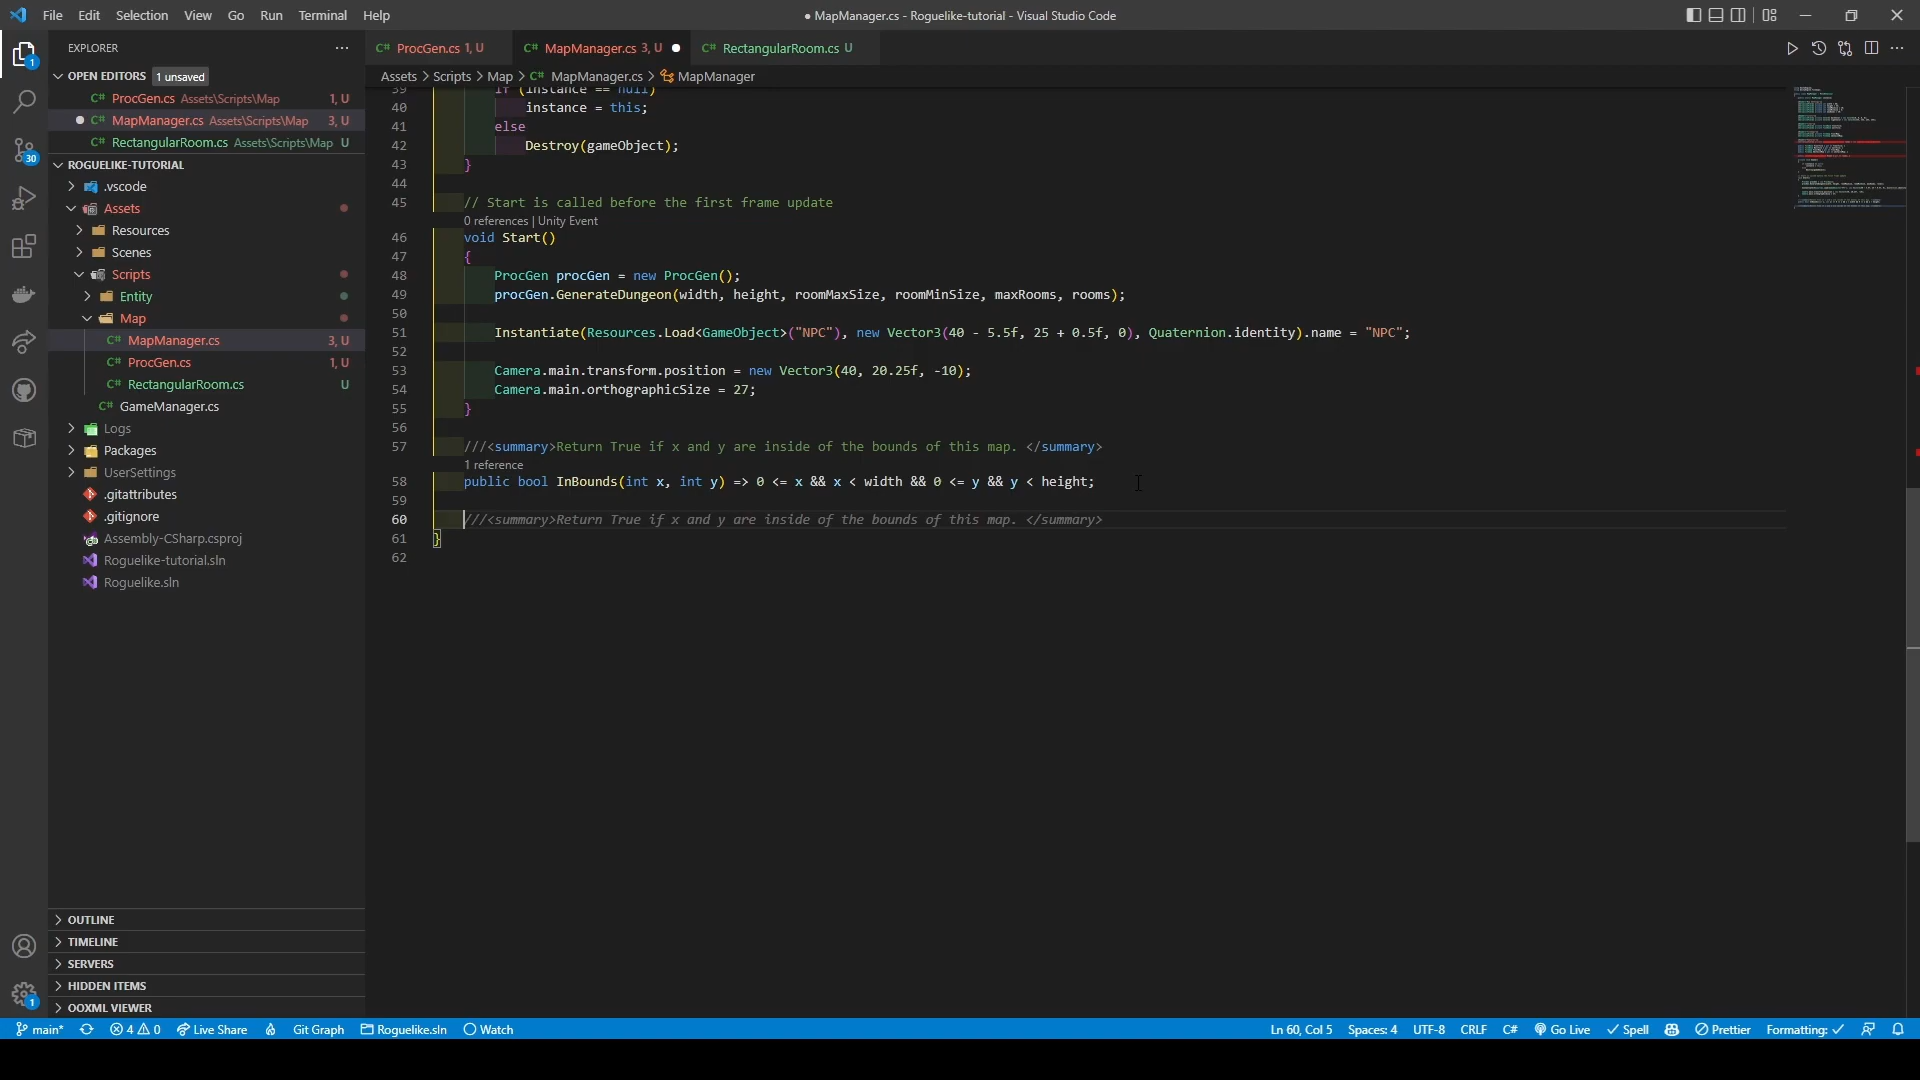 File Edit Selection View Go Run Terminal Help
● MapManager.cs - Roguelike-tutorial - Visual Studio Code
EXPLORER
OPEN EDITORS 1 unsaved
C# ProcGen.cs Assets\Scripts\Map 1, U
C# MapManager.cs Assets\Scripts\Map 3, U
C# RectangularRoom.cs Assets\Scripts\Map U
ROGUELIKE-TUTORIAL
.vscode
Assets
Resources
Scenes
Scripts
Entity
Map
C# MapManager.cs 3, U
C# ProcGen.cs 1, U
C# RectangularRoom.cs U
C# GameManager.cs
Logs
Packages
UserSettings
.gitattributes
.gitignore
Assembly-CSharp.csproj
Roguelike-tutorial.sln
Roguelike.sln
OUTLINE
TIMELINE
SERVERS
HIDDEN ITEMS
OOXML VIEWER
1
30
1
C# ProcGen.cs 1, U C# MapManager.cs 3, U C# RectangularRoom.cs U
Assets > Scripts > Map > C# MapManager.cs > MapManager
39 if (instance == null)
40 instance = this;
41 else
42 Destroy(gameObject);
43 }
44
45 // Start is called before the first frame update
0 references | Unity Event
46 void Start()
47 {
48 ProcGen procGen = new ProcGen();
49 procGen.GenerateDungeon(width, height, roomMaxSize, roomMinSize, maxRooms, rooms);
50
51 Instantiate(Resources.Load<GameObject>("NPC"), new Vector3(40 - 5.5f, 25 + 0.5f, 0), Quaternion.identity).name = "NPC";
52
53 Camera.main.transform.position = new Vector3(40, 20.25f, -10);
54 Camera.main.orthographicSize = 27;
55 }
56
57 ///<summary>Return True if x and y are inside of the bounds of this map. </summary>
1 reference
58 public bool InBounds(int x, int y) => 0 <= x && x < width && 0 <= y && y < height;
59
60 ///<summary>Return True if x and y are inside of the bounds of this map. </summary>
61 }
62
main* 4 0 Live Share Git Graph Roguelike.sln Watch
Ln 60, Col 5 Spaces: 4 UTF-8 CRLF C# Go Live Spell Prettier Formatting: